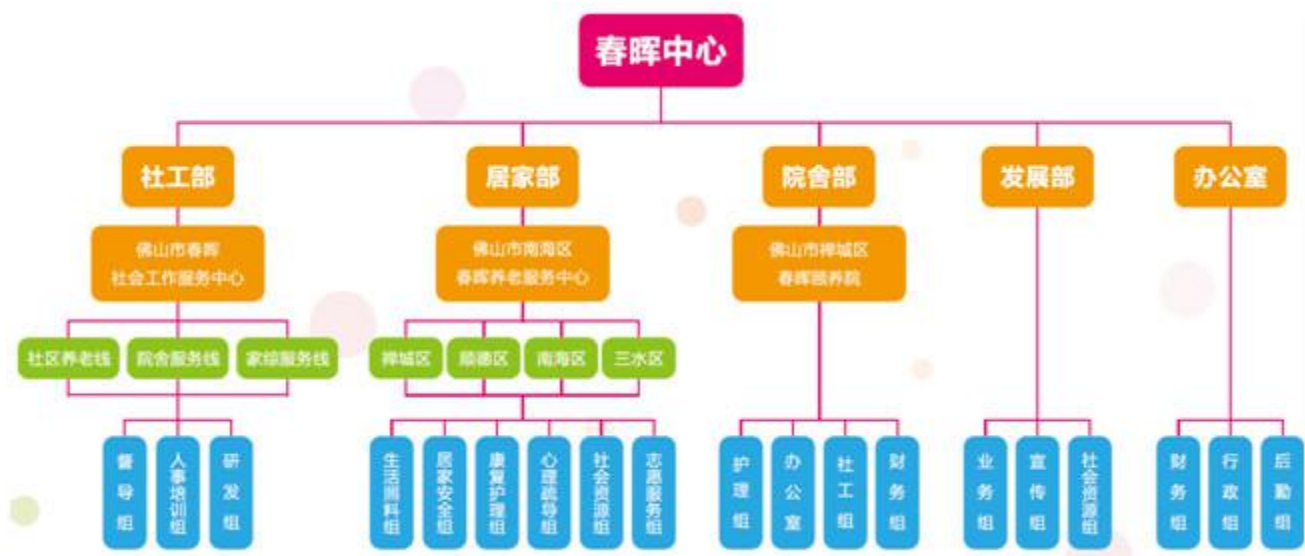 春晖中心
社工部
居家部
院舍部
发展部
办公室
佛山市春晖
社会工作服务中心
佛山市南海区
春晖养老服务中心
佛山市禅城区
春晖颐养院
社区养老线
院舍服务线
家综服务线
禅城区
顺德区
南海区
三水区
督导组
人事培训组
研发组
生活照料组
居家安全组
康复护理组
心理疏导组
社会资源组
志愿服务组
护理组
办公室
社工组
财务组
业务组
宣传组
社会资源组
财务组
行政组
后勤组